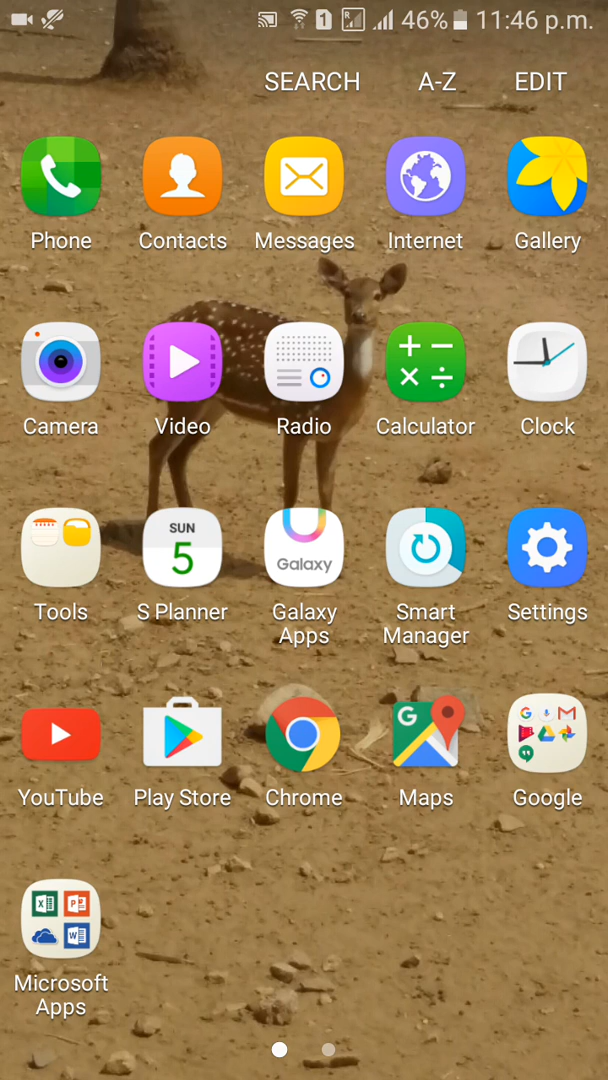 1 R 46% 11:46 p.m.
SEARCH A-Z EDIT
Phone Contacts Messages Internet Gallery
Camera Video Radio Calculator Clock
SUN
5
Galaxy
Tools S Planner Galaxy Apps Smart Manager Settings
G
YouTube Play Store Chrome Maps Google
X P
W
Microsoft
Apps